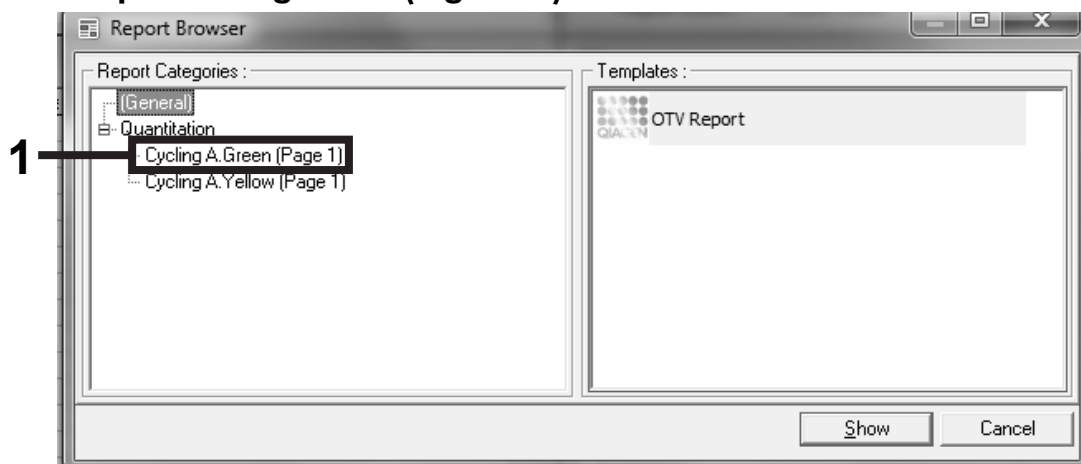 Report Browser
Report Categories :
(General)
Quantitation
1
Cycling A.Green (Page 1)
Cycling A.Yellow (Page 1)
Templates :
QIAGEN
OTV Report
Show
Cancel